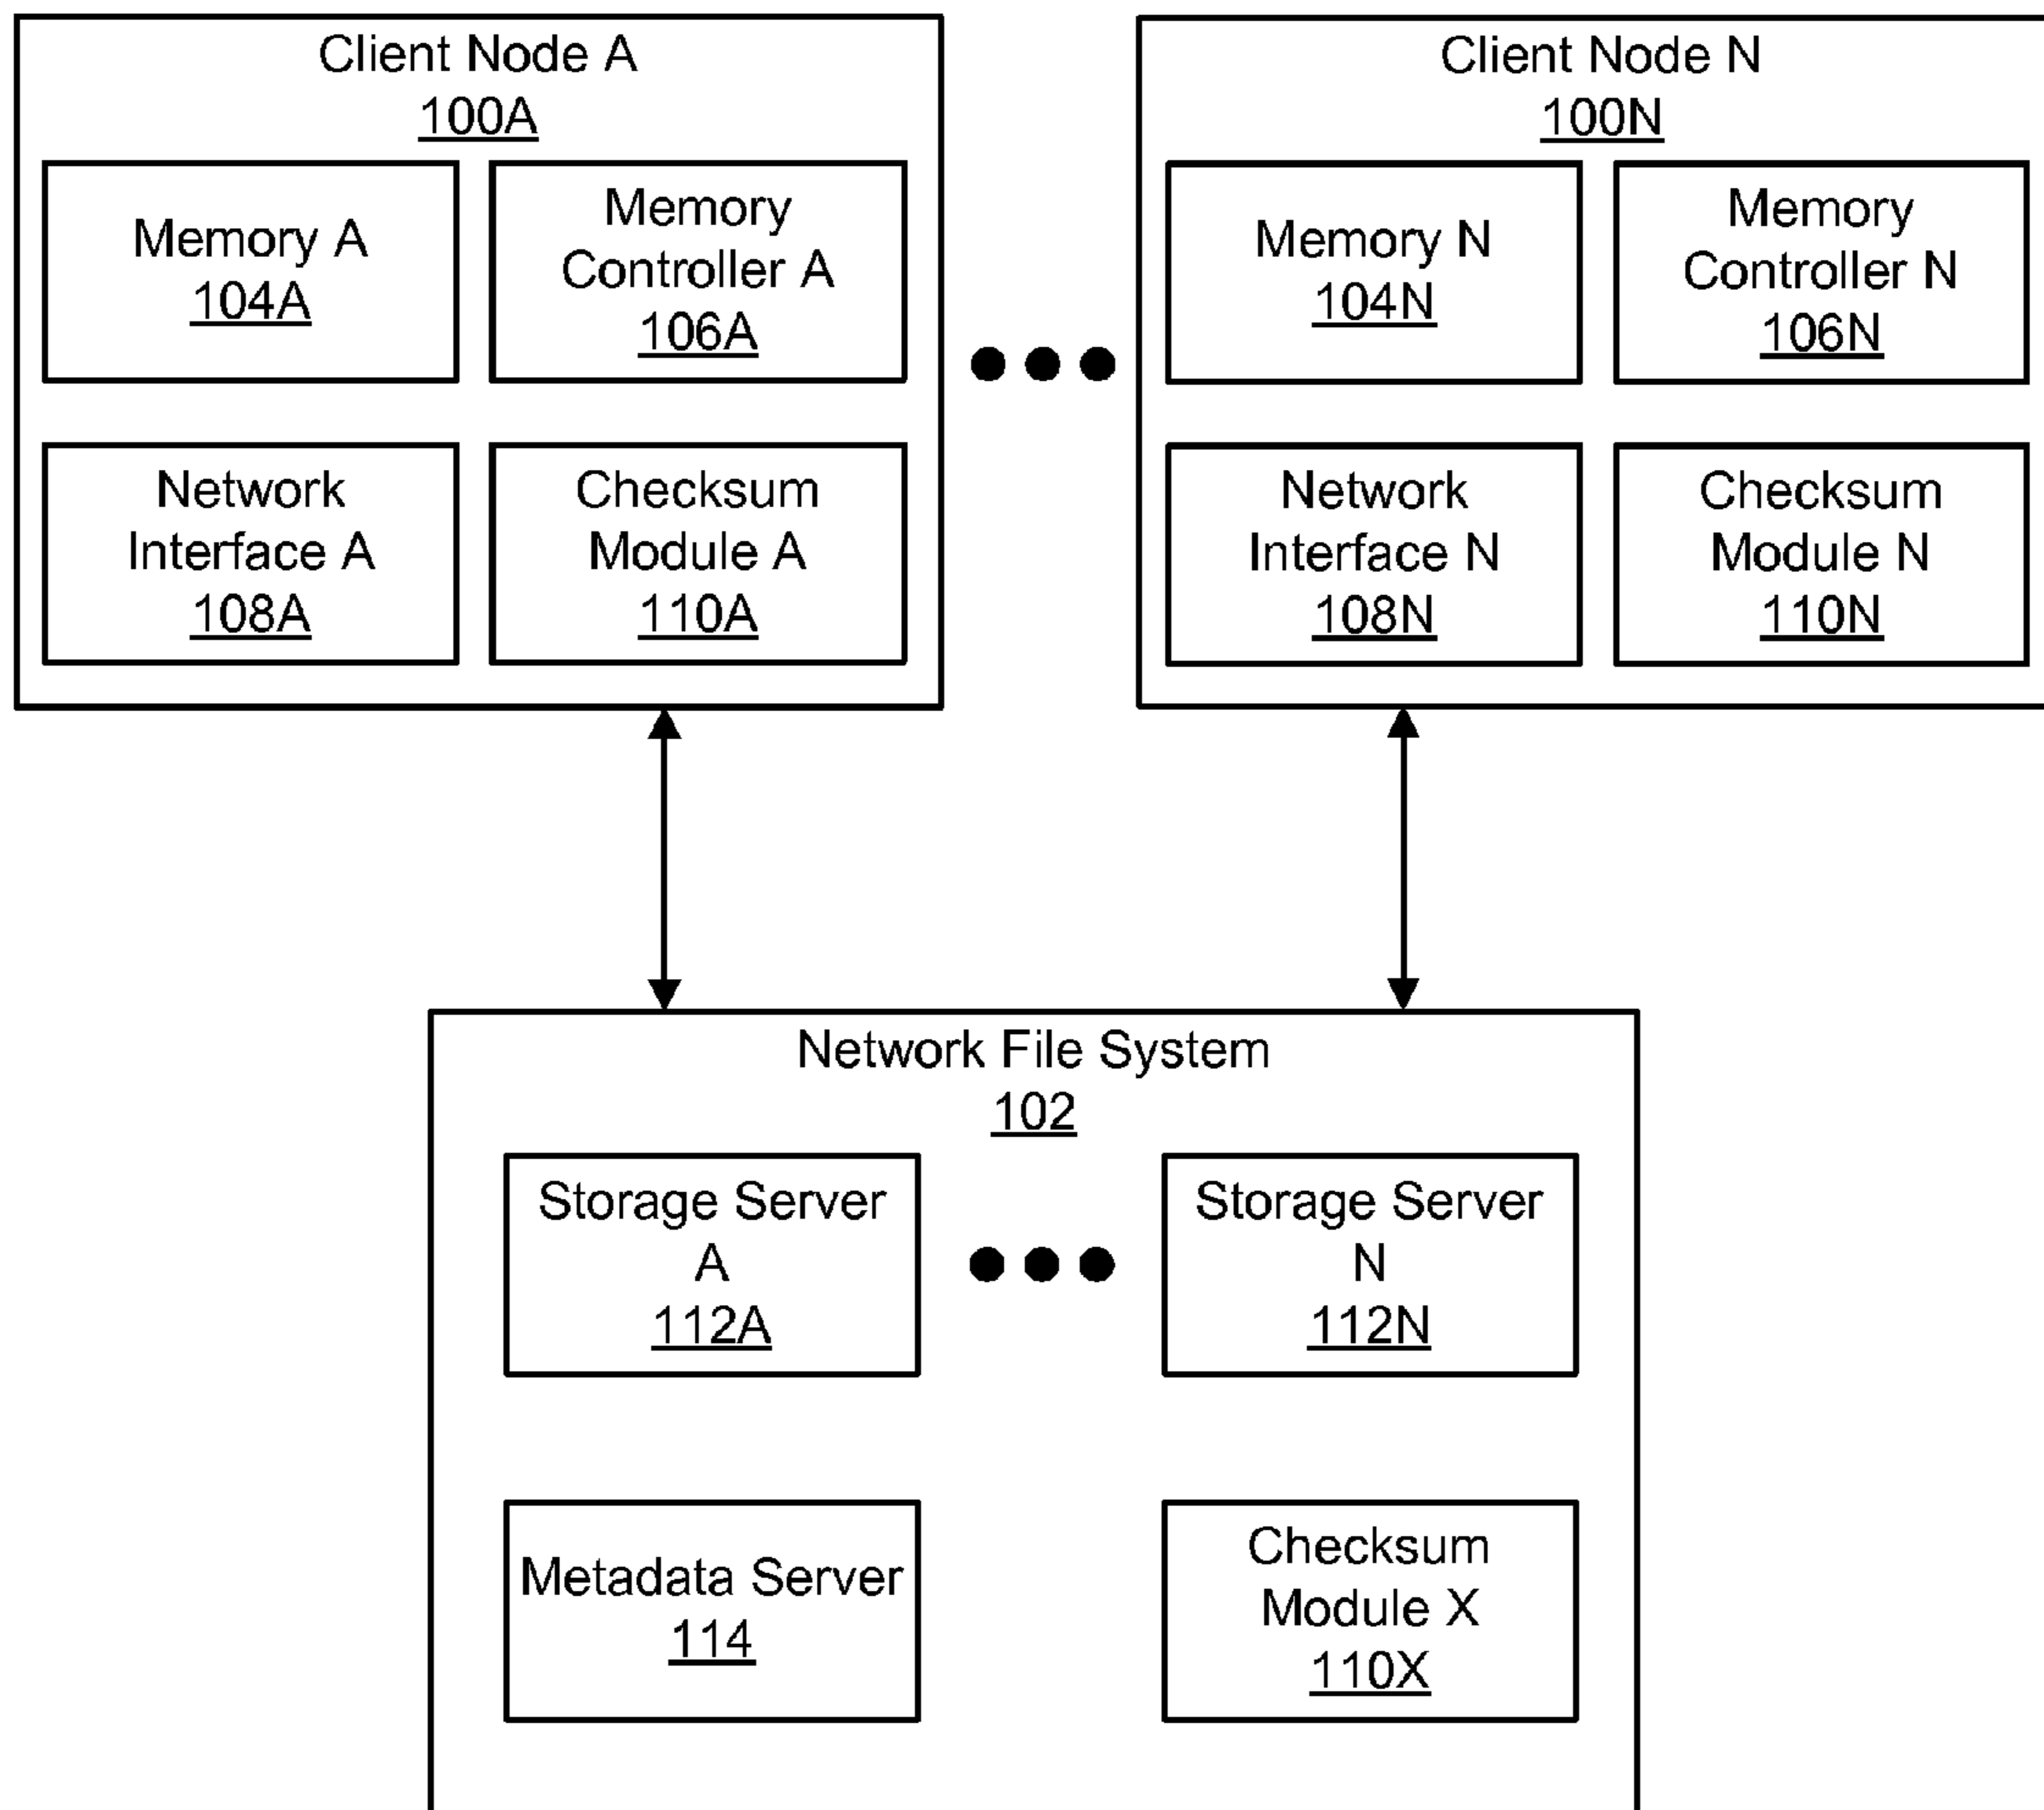 Client Node A
100A
Memory A
104A
Memory
Controller A
106A
Network
Interface A
108A
Checksum
Module A
110A
Client Node N
100N
Memory N
104N
Memory
Controller N
106N
Network
Interface N
108N
Checksum
Module N
110N
Network File System
102
Storage Server
A
112A
Storage Server
N
112N
Metadata Server
114
Checksum
Module X
110X